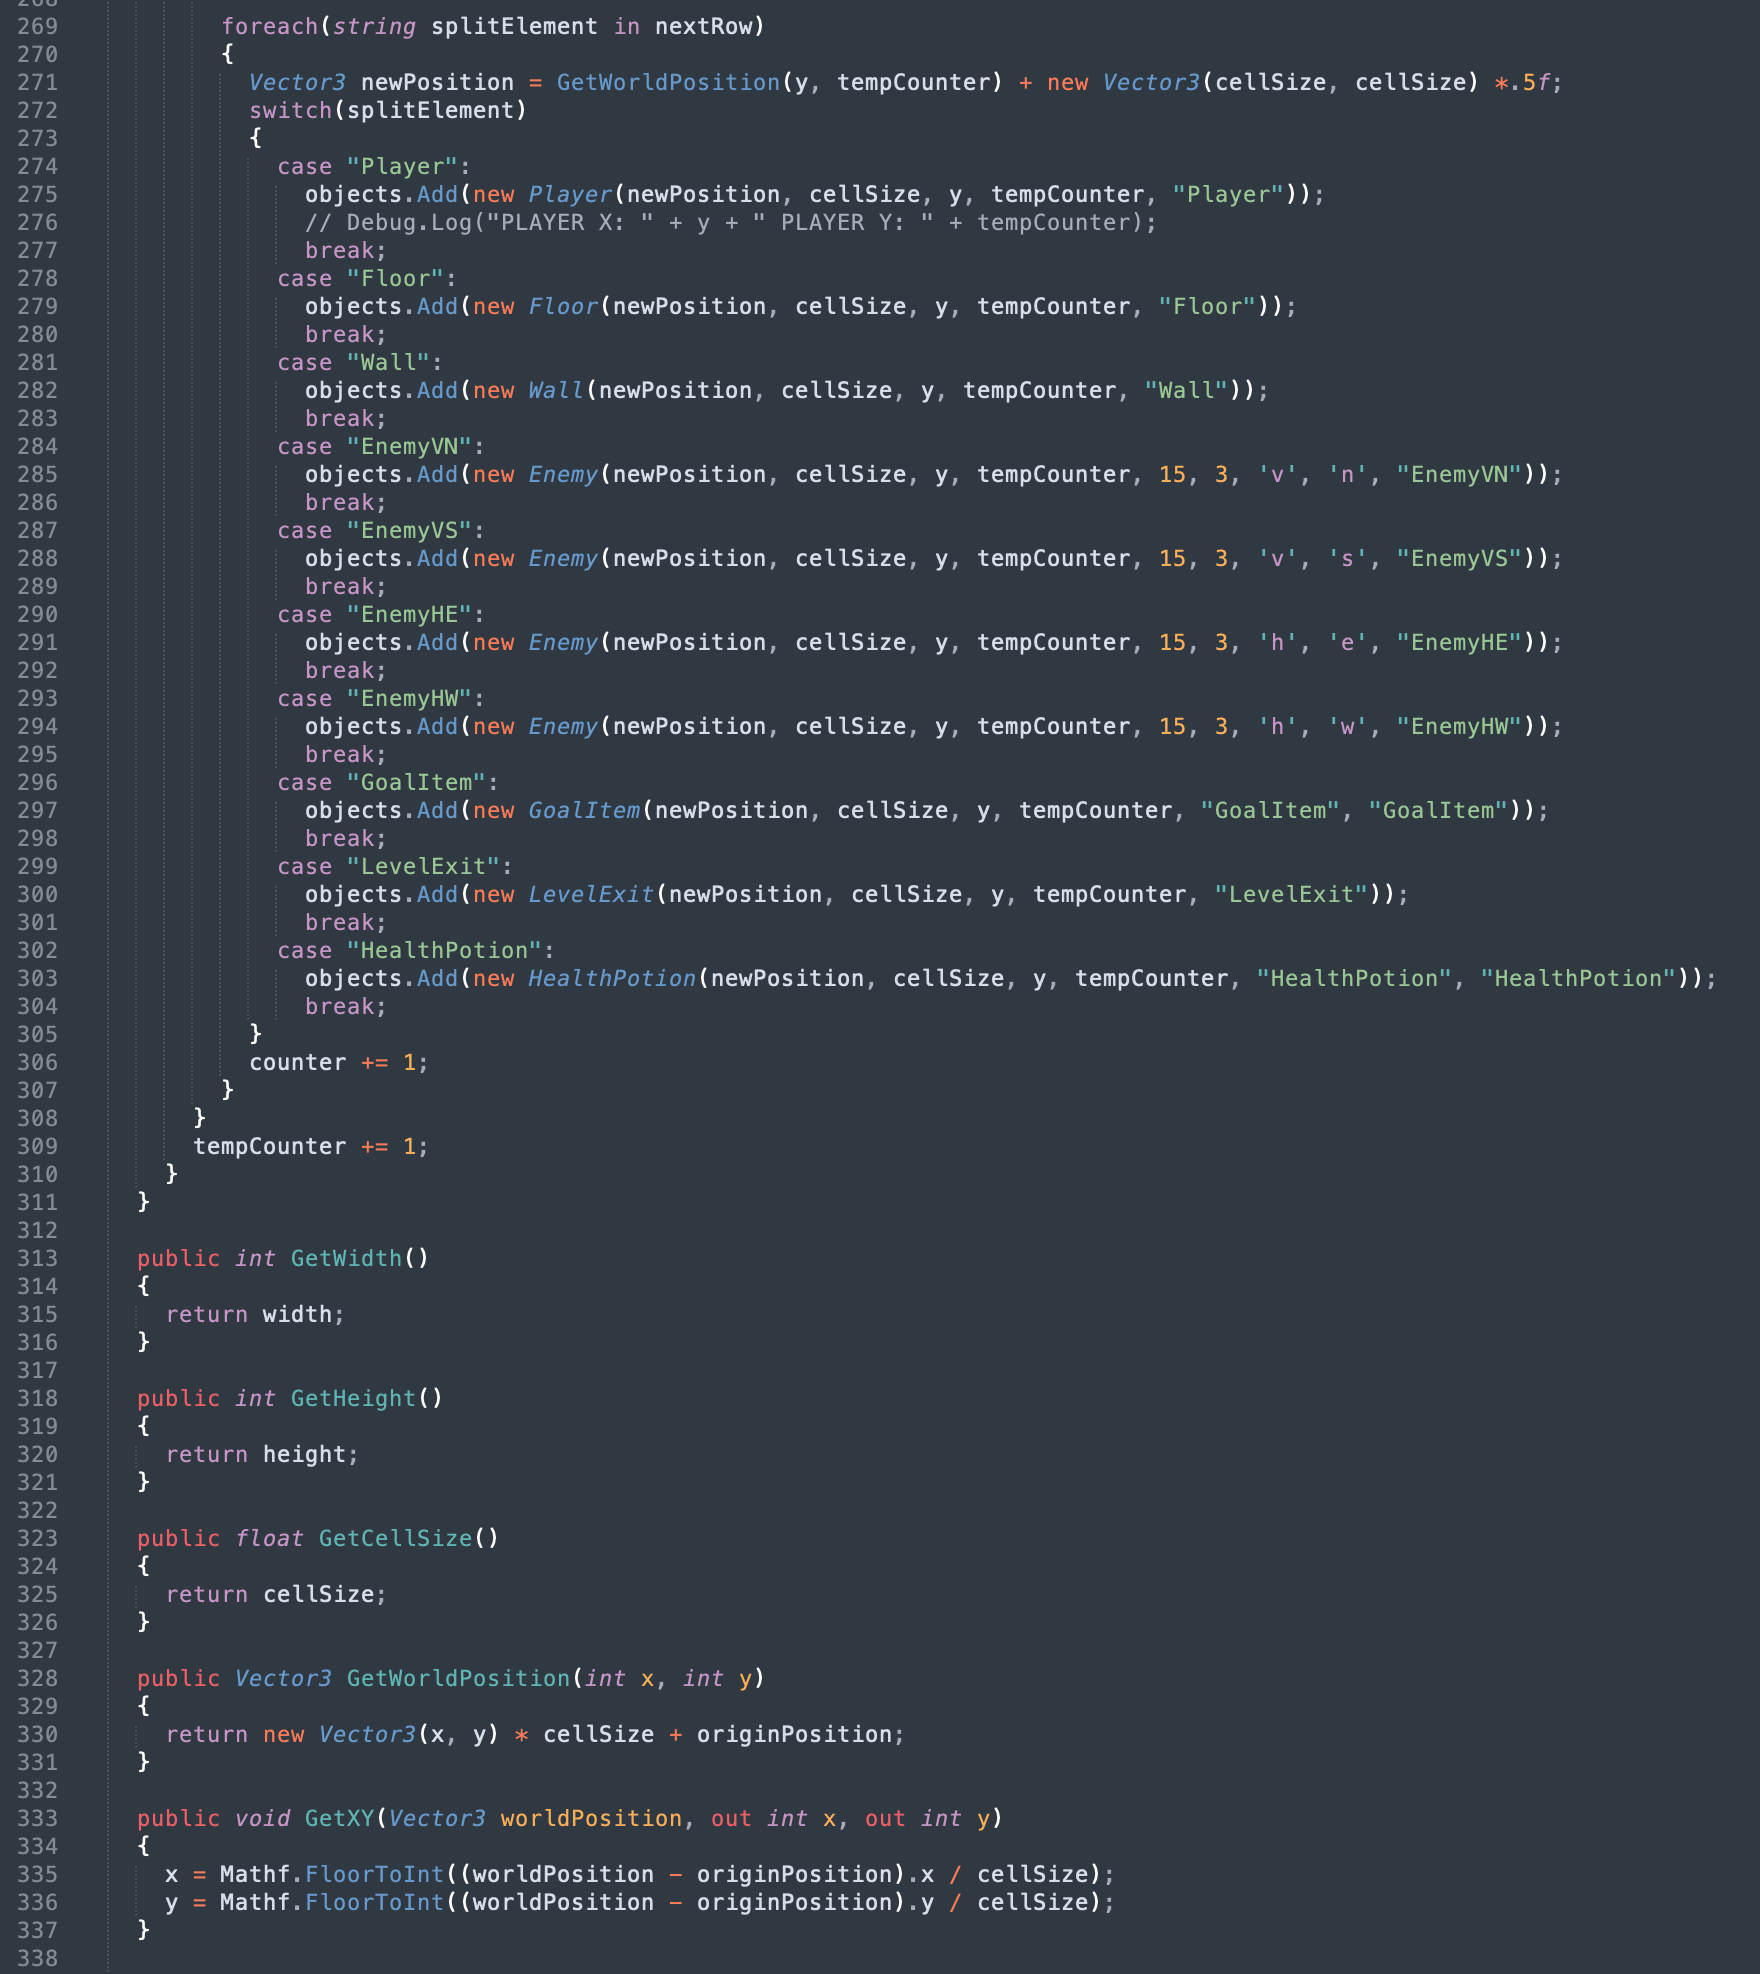 269 foreach(string splitElement in nextRow)
270 {
271 Vector3 newPosition = GetWorldPosition(y, tempCounter) + new Vector3(cellSize, cellSize) *.5f;
272 switch(splitElement)
273 {
274 case "Player":
275 objects.Add(new Player(newPosition, cellSize, y, tempCounter, "Player"));
276 // Debug.Log("PLAYER X: " + y + " PLAYER Y: " + tempCounter);
277 break;
278 case "Floor":
279 objects.Add(new Floor(newPosition, cellSize, y, tempCounter, "Floor"));
280 break;
281 case "Wall":
282 objects.Add(new Wall(newPosition, cellSize, y, tempCounter, "Wall"));
283 break;
284 case "EnemyVN":
285 objects.Add(new Enemy(newPosition, cellSize, y, tempCounter, 15, 3, 'v', 'n', "EnemyVN"));
286 break;
287 case "EnemyVS":
288 objects.Add(new Enemy(newPosition, cellSize, y, tempCounter, 15, 3, 'v', 's', "EnemyVS"));
289 break;
290 case "EnemyHE":
291 objects.Add(new Enemy(newPosition, cellSize, y, tempCounter, 15, 3, 'h', 'e', "EnemyHE"));
292 break;
293 case "EnemyHW":
294 objects.Add(new Enemy(newPosition, cellSize, y, tempCounter, 15, 3, 'h', 'w', "EnemyHW"));
295 break;
296 case "GoalItem":
297 objects.Add(new GoalItem(newPosition, cellSize, y, tempCounter, "GoalItem", "GoalItem"));
298 break;
299 case "LevelExit":
300 objects.Add(new LevelExit(newPosition, cellSize, y, tempCounter, "LevelExit"));
301 break;
302 case "HealthPotion":
303 objects.Add(new HealthPotion(newPosition, cellSize, y, tempCounter, "HealthPotion", "HealthPotion"));
304 break;
305 }
306 counter += 1;
307 }
308 }
309 tempCounter += 1;
310 }
311 }
312
313 public int GetWidth()
314 {
315 return width;
316 }
317
318 public int GetHeight()
319 {
320 return height;
321 }
322
323 public float GetCellSize()
324 {
325 return cellSize;
326 }
327
328 public Vector3 GetWorldPosition(int x, int y)
329 {
330 return new Vector3(x, y) * cellSize + originPosition;
331 }
332
333 public void GetXY(Vector3 worldPosition, out int x, out int y)
334 {
335 x = Mathf.FloorToInt((worldPosition - originPosition).x / cellSize);
336 y = Mathf.FloorToInt((worldPosition - originPosition).y / cellSize);
337 }
338